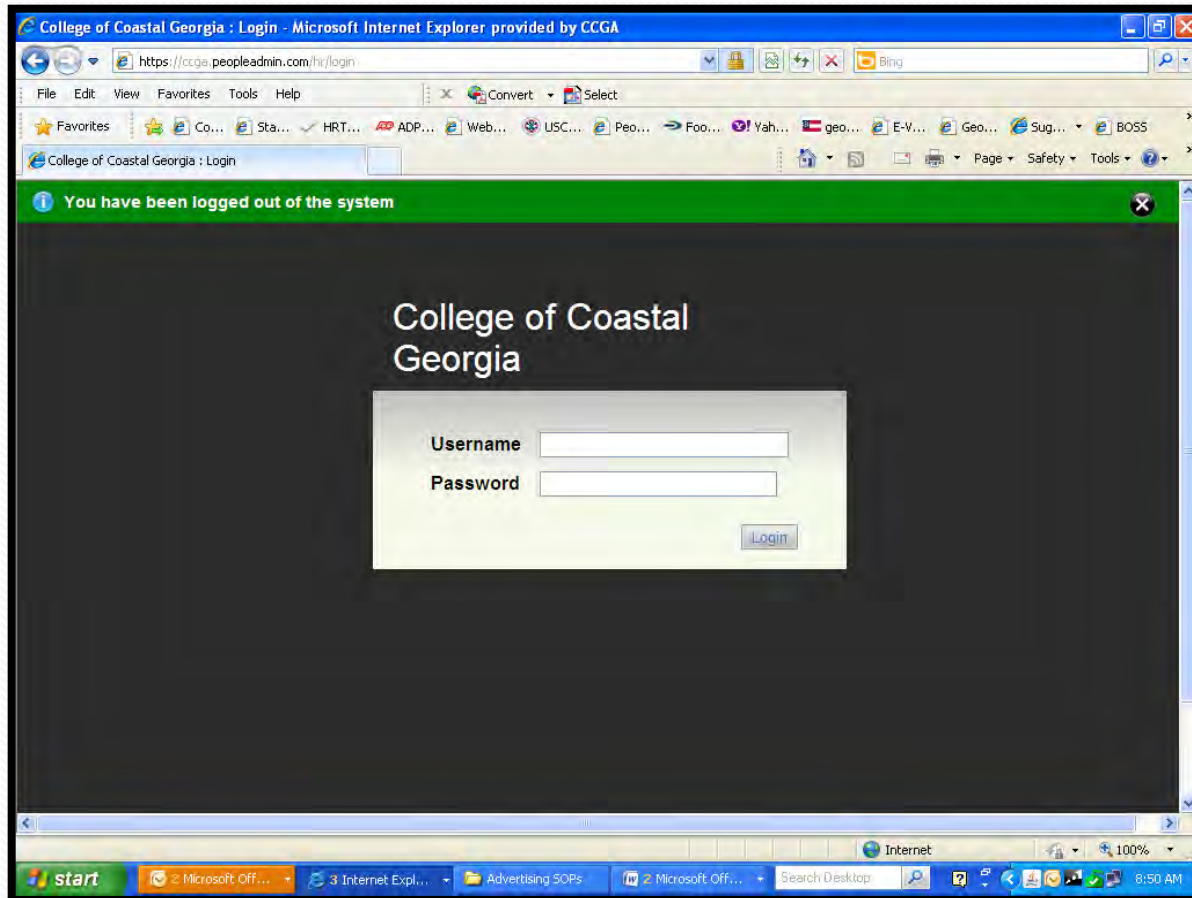 College of Coastal Georgia : Login - Microsoft Internet Explorer provided by CCGA
https://ccga.peopleadmin.com/hr/login
Bing
File Edit View Favorites Tools Help
x Convert Select
Favorites Co... Sta... HRT... ADP... Web... USC... Peo... Foo... Yah... geo... E-V... Geo... Sug... BOSS
College of Coastal Georgia : Login
Page Safety Tools
You have been logged out of the system
College of Coastal
Georgia
Username
Password
Login
Internet 100%
start 2 Microsoft Off... 3 Internet Expl... Advertising SOPs 2 Microsoft Off... Search Desktop 8:50 AM